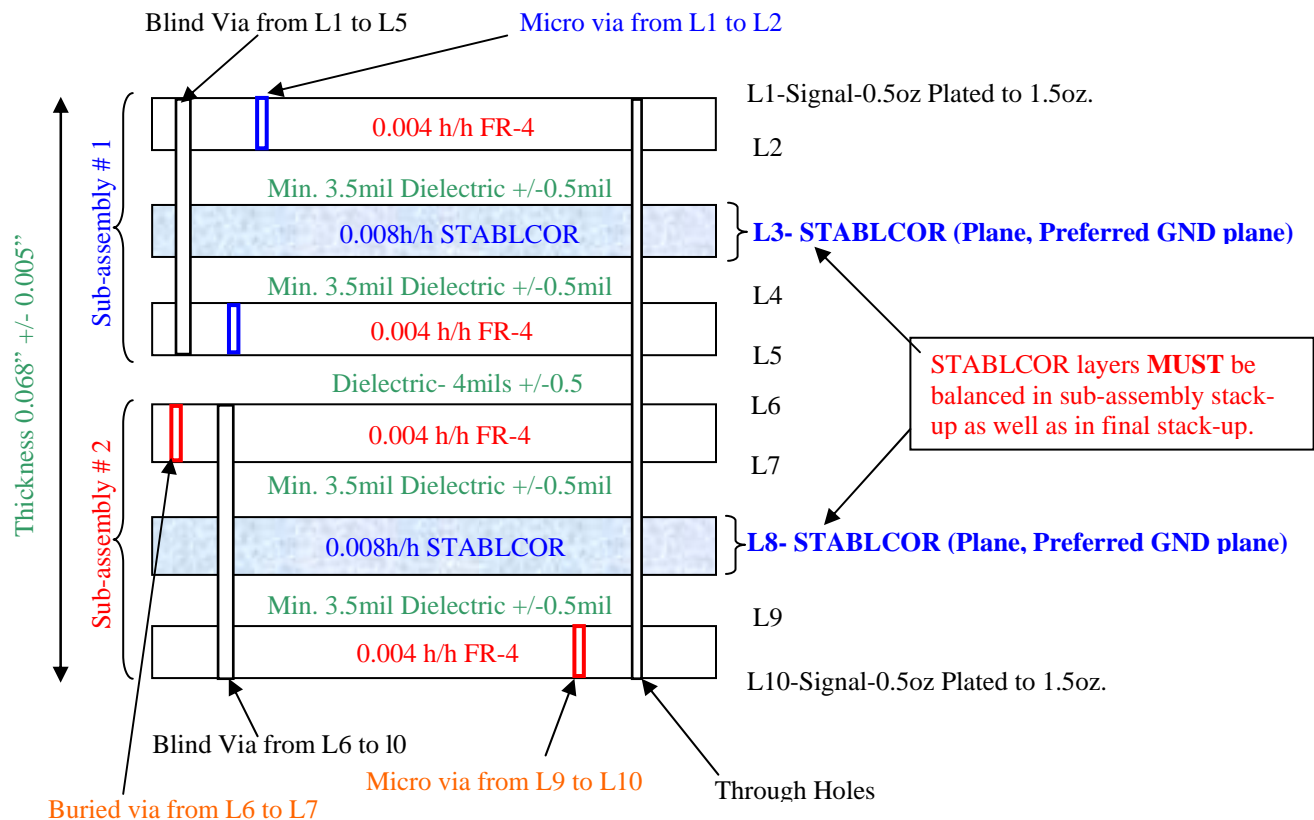 Blind Via from L1 to L5
Micro via from L1 to L2
L1-Signal-0.5oz Plated to 1.5oz.
0.004 h/h FR-4
L2
Sub-assembly # 1
Min. 3.5mil Dielectric +/-0.5mil
0.008h/h STABLCOR
L3- STABLCOR (Plane, Preferred GND plane)
Thickness 0.068” +/- 0.005”
Min. 3.5mil Dielectric +/-0.5mil
L4
0.004 h/h FR-4
L5
STABLCOR layers MUST be
balanced in sub-assembly stack-
up as well as in final stack-up.
Dielectric- 4mils +/-0.5
L6
0.004 h/h FR-4
L7
Sub-assembly # 2
Min. 3.5mil Dielectric +/-0.5mil
0.008h/h STABLCOR
L8- STABLCOR (Plane, Preferred GND plane)
Min. 3.5mil Dielectric +/-0.5mil
L9
0.004 h/h FR-4
L10-Signal-0.5oz Plated to 1.5oz.
Blind Via from L6 to l0
Micro via from L9 to L10
Through Holes
Buried via from L6 to L7